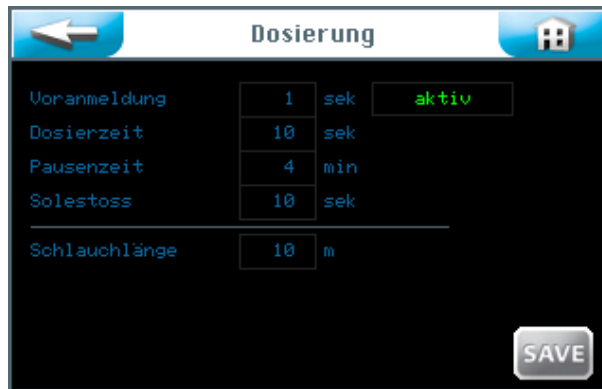 Dosierung
Voranmeldung 1 sek aktiv
Dosierzeit 10 sek
Pausenzeit 4 min
Solestoss 10 sek
Schlauchlänge 10 m
SAVE